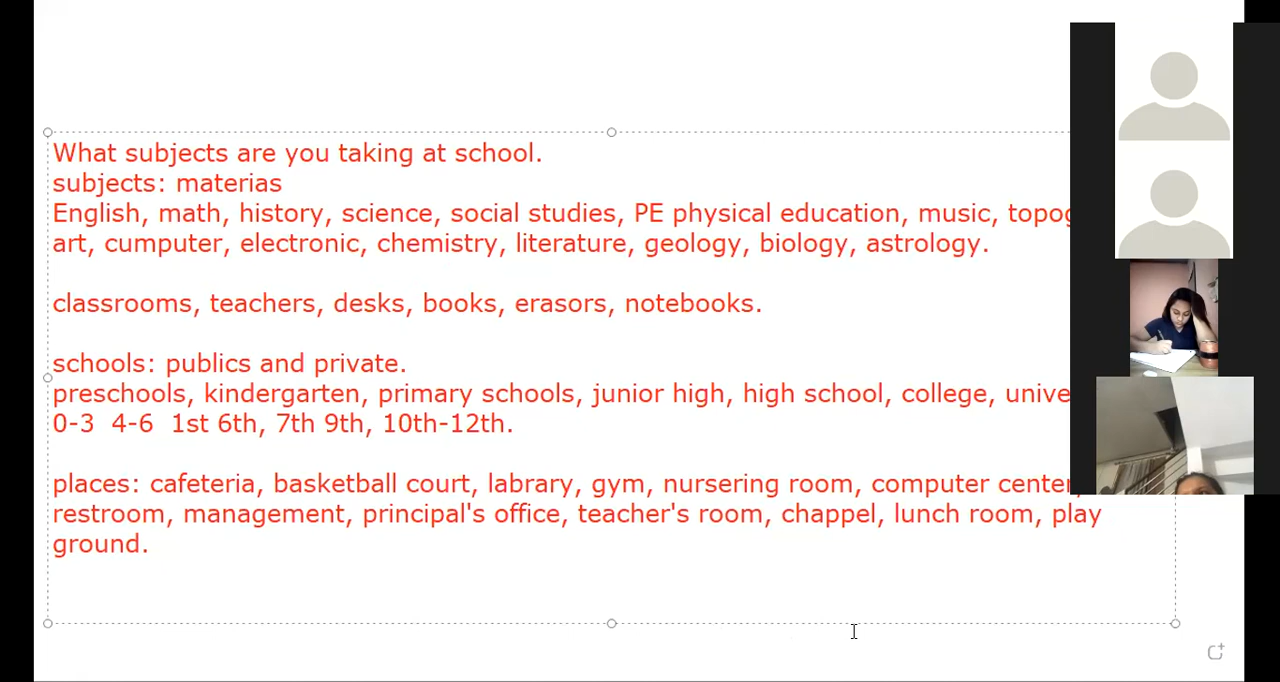 What subjects are you taking at school.
subjects: materias
English, math, history, science, social studies, PE physical education, music,
art, cumputer, electronic, chemistry, literature, geology, biology, astrology.
classrooms, teachers, desks, books, erasors, notebooks.
schools: publics and private.
preschools, kindergarten, primary schools, junior high, high school, college,
0-3 4-6 1st 6th, 7th 9th, 10th-12th.
places: cafeteria, basketball court, labrary, gym, nursering room, computer center,
restroom, management, principal's office, teacher's room, chappel, lunch room, play
ground.